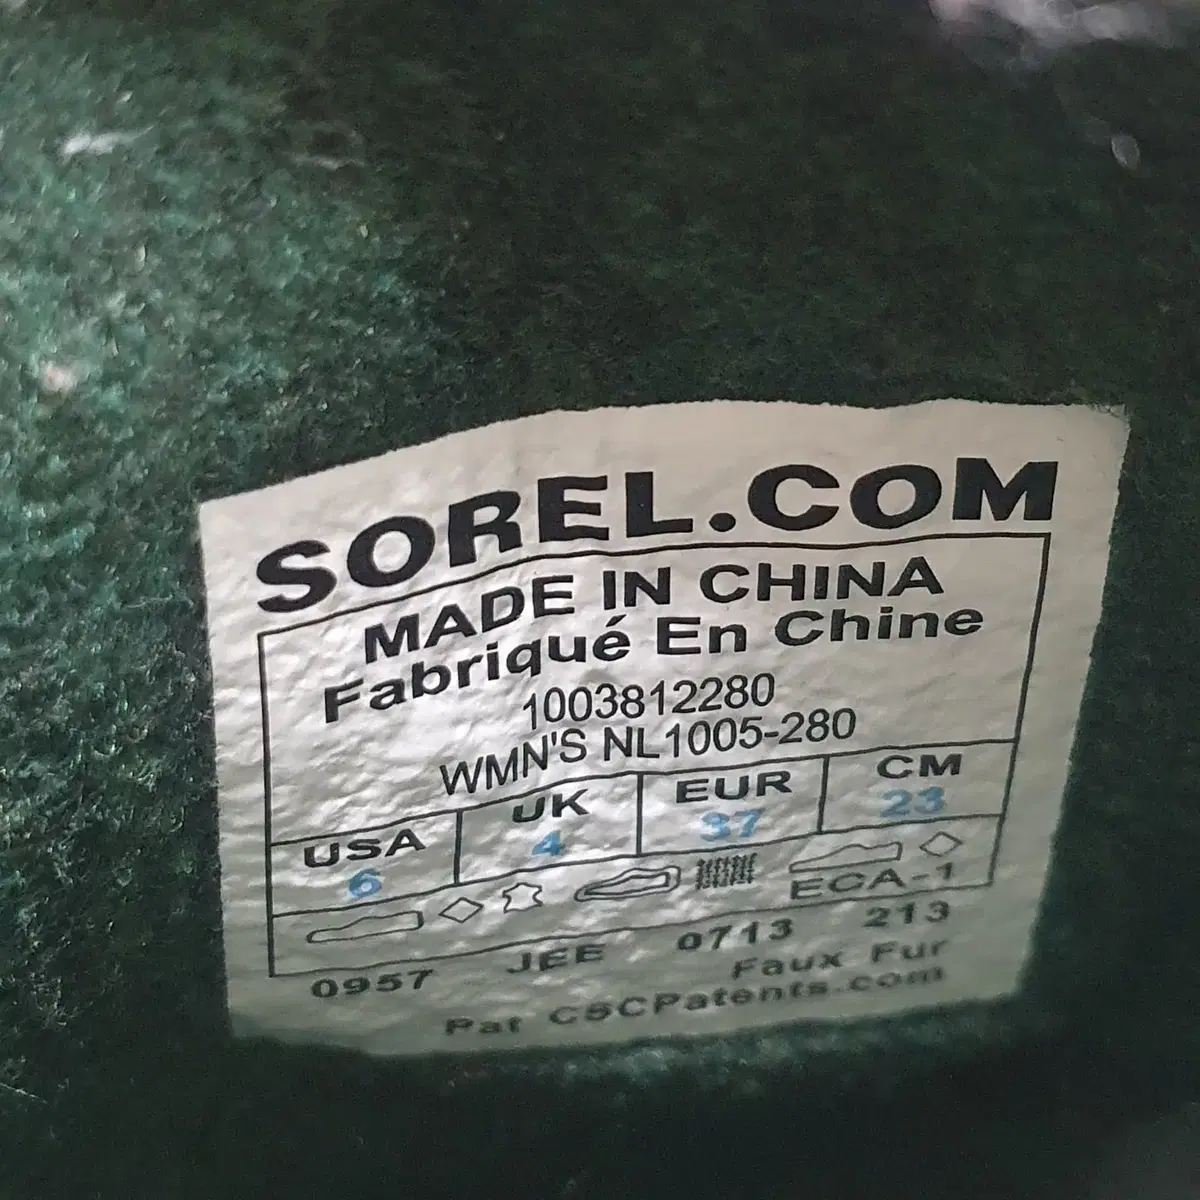 SOREL.COM
MADE IN CHINA
Fabriqué En Chine
1003812280
WMN'S NL1005-280
USA UK EUR CM
6 4 37 23
ECA-1
0957 JEE 0713 213
Faux Fur
Pat CSCPatents.com